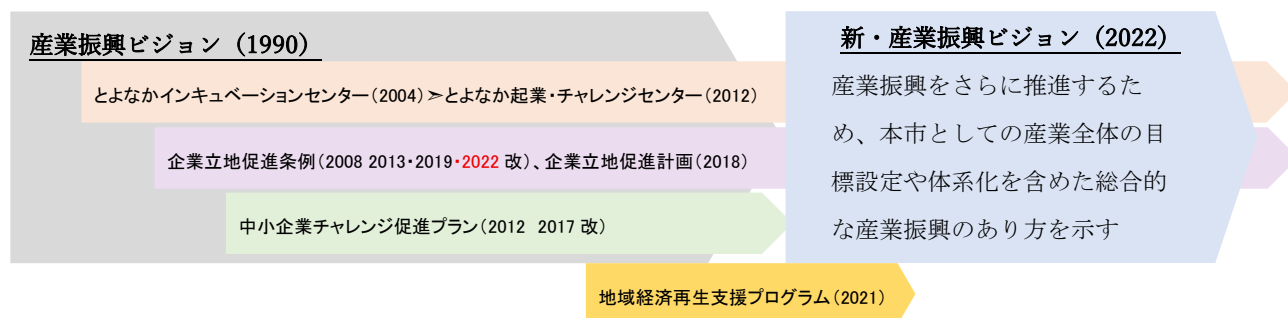 産業振興ビジョン（1990）
とよなかインキュベーションセンター（2004）➣とよなか起業・チャレンジセンター（2012）
企業立地促進条例（2008 2013・2019・2022 改）、企業立地促進計画（2018）
中小企業チャレンジ促進プラン（2012　2017 改）
地域経済再生支援プログラム（2021）
新・産業振興ビジョン（2022）
産業振興をさらに推進するた
め、本市としての産業全体の目
標設定や体系化を含めた総合的
な産業振興のあり方を示す